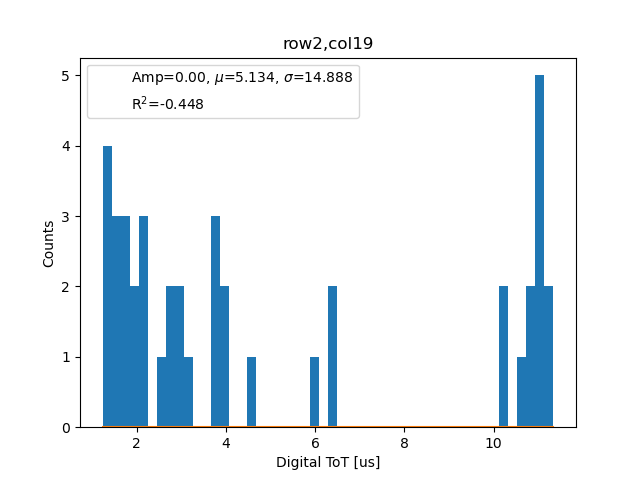 row2,col19
Amp=0.00, μ=5.134, σ=14.888
R²=-0.448
5
4
3
2
1
0
Counts
2 4 6 8 10
Digital ToT [us]